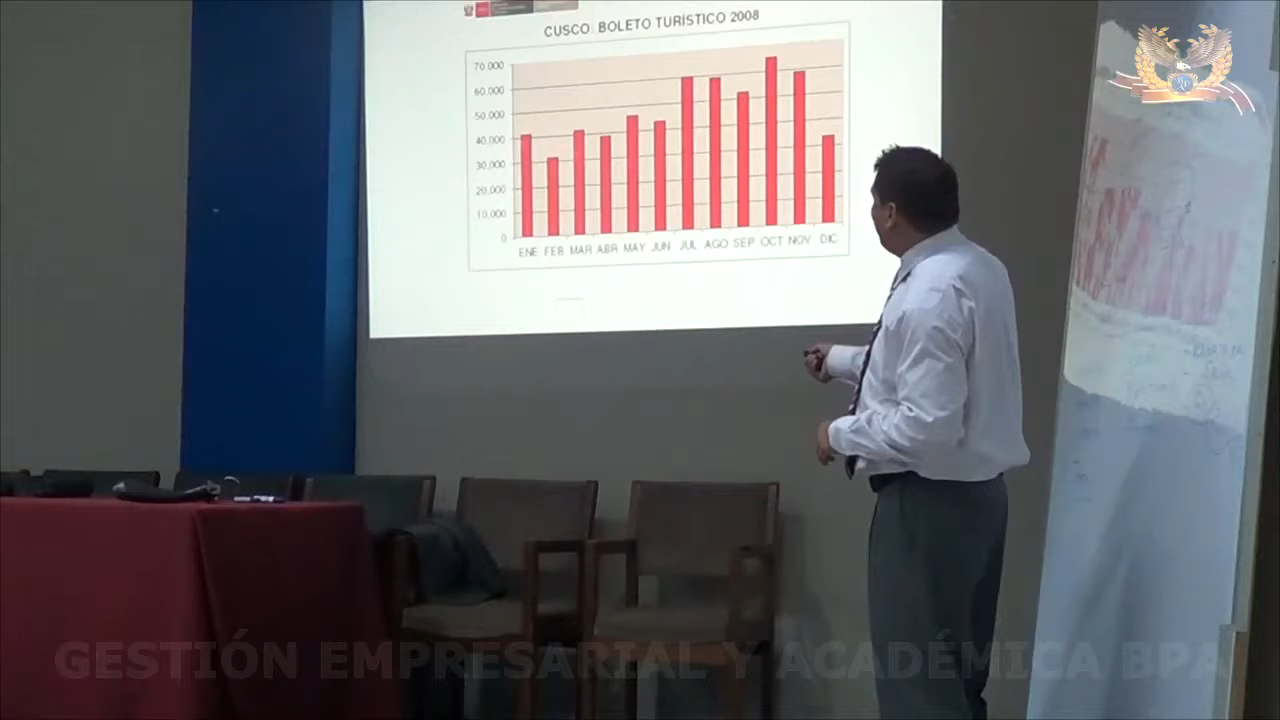 CUSCO: BOLETO TURÍSTICO 2008
70,000
60,000
50,000
40,000
30,000
20,000
10,000
0
ENE FEB MAR ABR MAY JUN JUL AGO SEP OCT NOV DIC
GESTIÓN EMPRESARIAL Y ACADÉMICA BPA